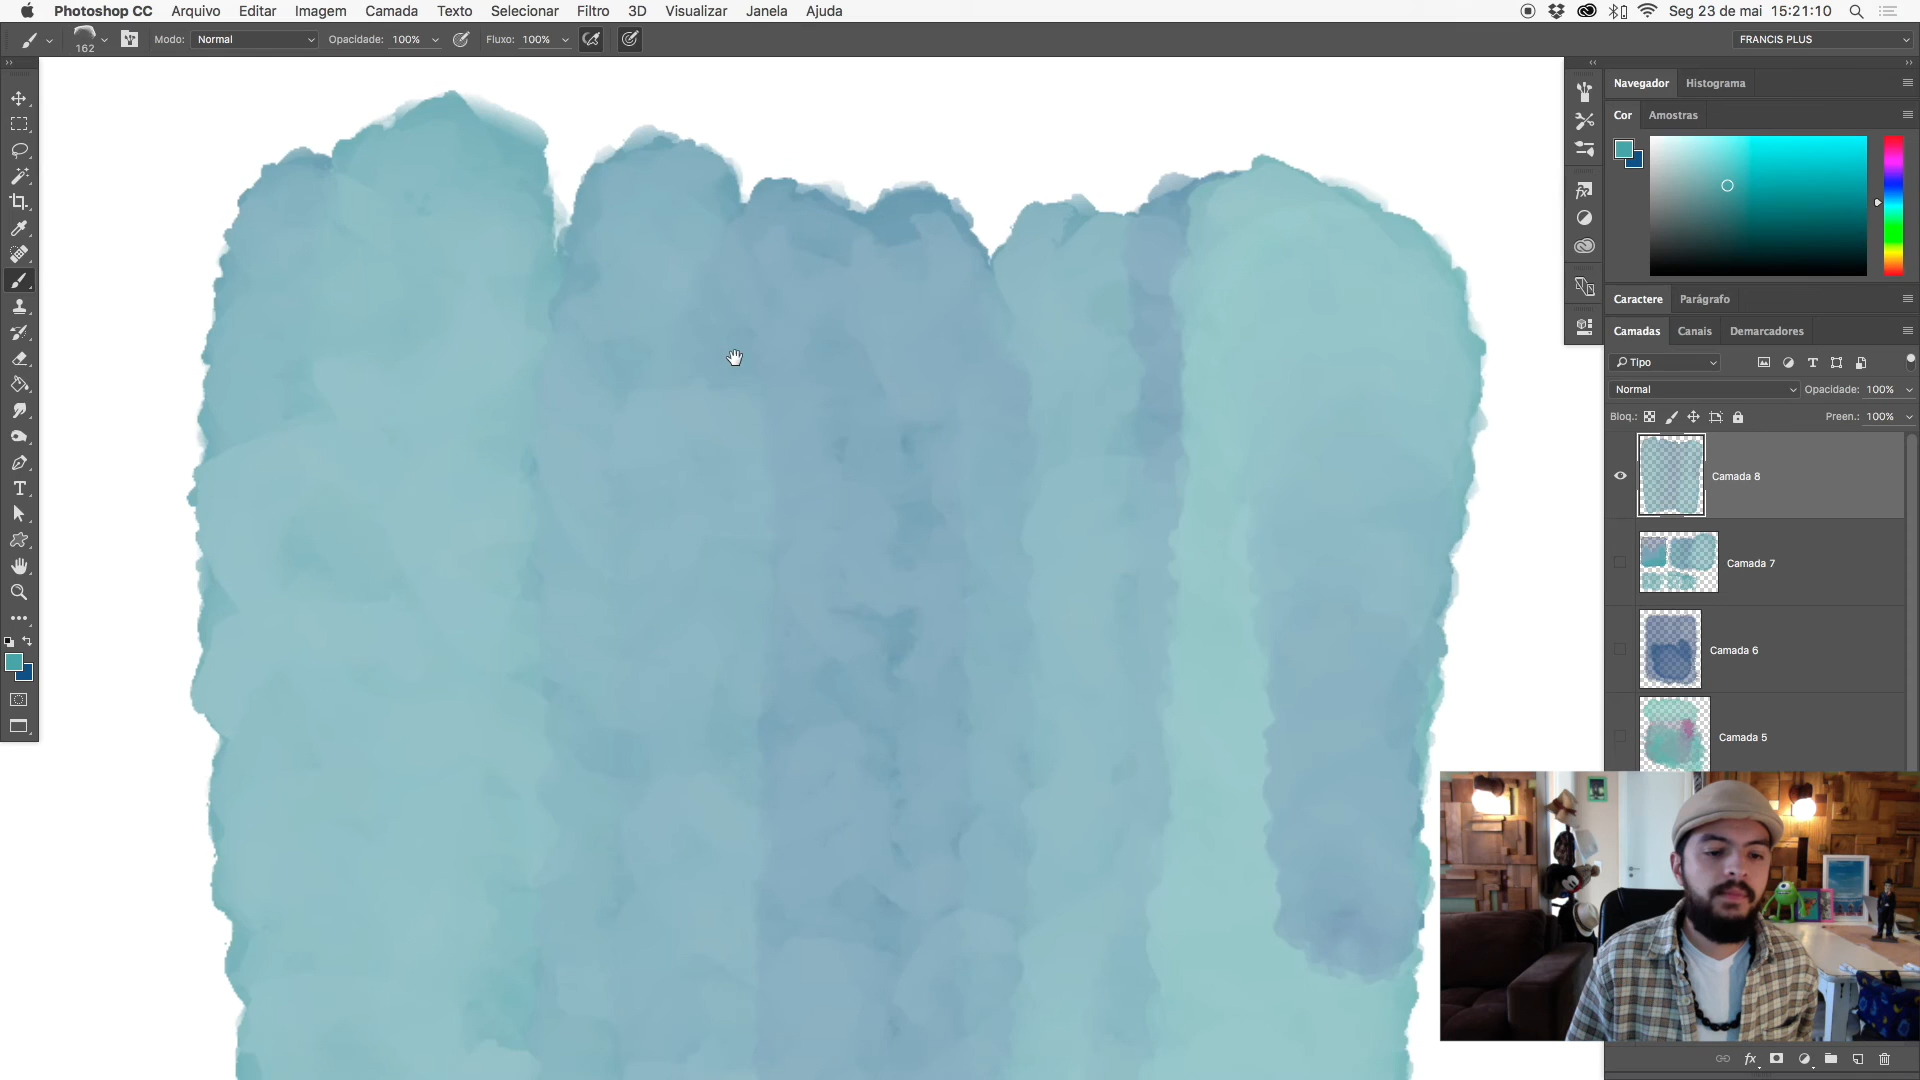 Photoshop CC Arquivo Editar Imagem Camada Texto Selecionar Filtro 3D Visualizar Janela Ajuda Seg 23 de mai 15:21:10
162 Modo: Normal Opacidade: 100% Fluxo: 100% FRANCIS PLUS
Navegador Histograma
Cor Amostras
Caractere Parágrafo
Camadas Canais Demarcadores
Tipo
Normal Opacidade: 100%
Bloq.: Preen.: 100%
Camada 8
Camada 7
Camada 6
Camada 5
fx